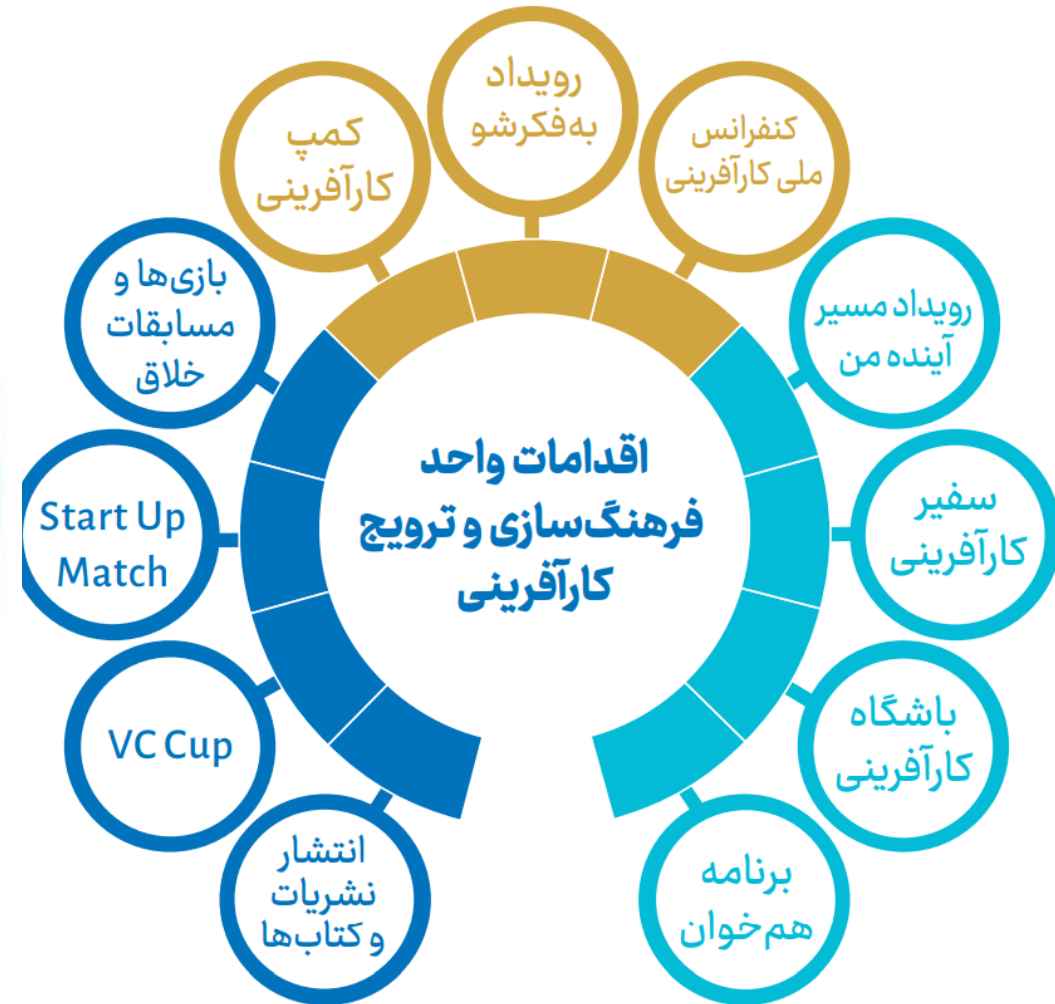 رویداد
به‌فکرشو
کنفرانس
ملی کارآفرینی
رویداد مسیر
آینده من
سفیر
کارآفرینی
باشگاه
کارآفرینی
برنامه
هم‌خوان
کمپ
کارآفرینی
بازی‌ها و
مسابقات
خلاق
Start Up
Match
VC Cup
انتشار
نشریات
و کتاب‌ها
اقدامات واحد
فرهنگ‌سازی و ترویج
کارآفرینی